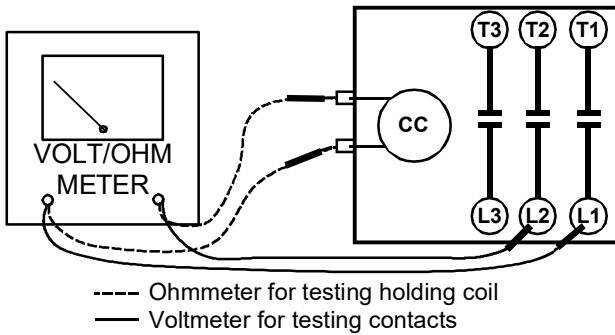 T3 T2 T1
CC
VOLT/OHM
METER
L3 L2 L1
Ohmmeter for testing holding coil
Voltmeter for testing contacts